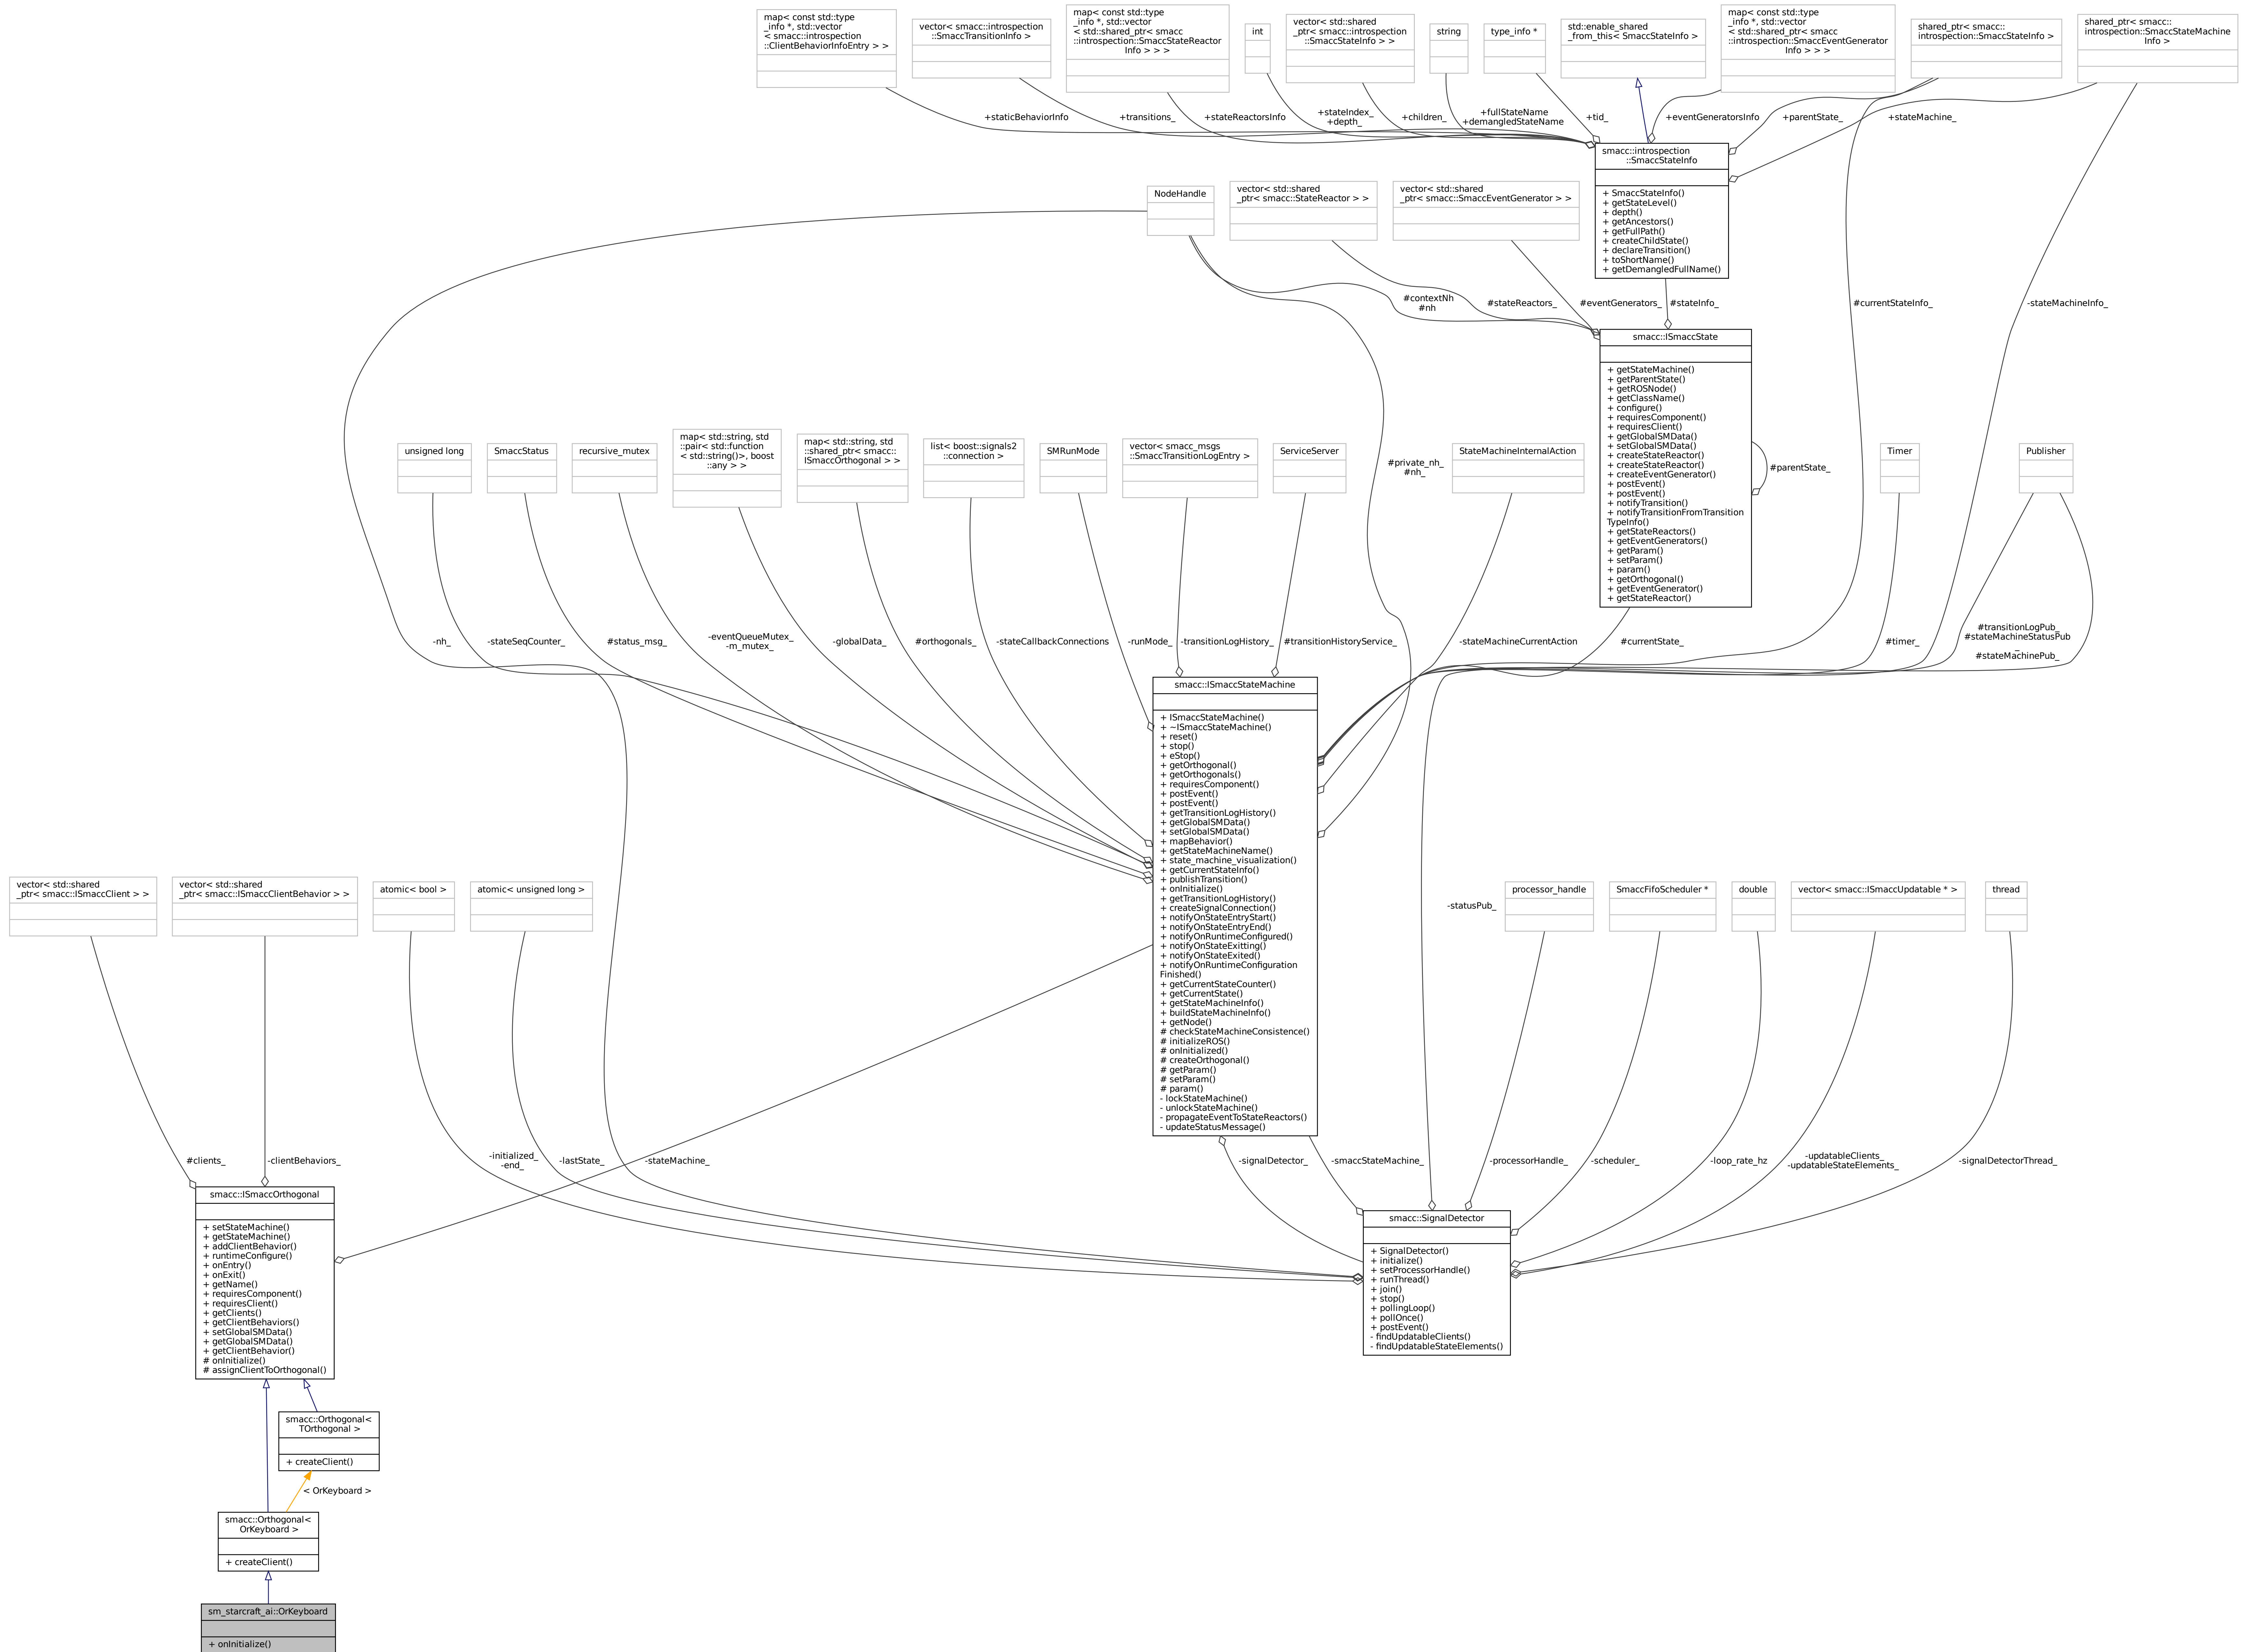 map< const std::type
_info *, std::vector
< smacc::introspection
::ClientBehaviorInfoEntry > >
vector< smacc::introspection
::SmaccTransitionInfo >
map< const std::type
_info *, std::vector
< std::shared_ptr< smacc
::introspection::SmaccStateReactor
Info > > >
int
vector< std::shared
_ptr< smacc::introspection
::SmaccStateInfo > >
string
type_info *
std::enable_shared
_from_this< SmaccStateInfo >
map< const std::type
_info *, std::vector
< std::shared_ptr< smacc
::introspection::SmaccEventGenerator
Info > > >
shared_ptr< smacc::
introspection::SmaccStateInfo >
shared_ptr< smacc::
introspection::SmaccStateMachine
Info >
+staticBehaviorInfo
+transitions_
+stateReactorsInfo
+stateIndex_
+depth_
+children_
+fullStateName
+demangledStateName
+tid_
+eventGeneratorsInfo
+parentState_
+stateMachine_
smacc::introspection
::SmaccStateInfo
+ SmaccStateInfo()
+ getStateLevel()
+ depth()
+ getAncestors()
+ getFullPath()
+ createChildState()
+ declareTransition()
+ toShortName()
+ getDemangledFullName()
NodeHandle
vector< std::shared
_ptr< smacc::StateReactor > >
vector< std::shared
_ptr< smacc::SmaccEventGenerator > >
#contextNh
#nh
#stateReactors_
#eventGenerators_
#stateInfo_
#currentStateInfo_
-stateMachineInfo_
smacc::ISmaccState
+ getStateMachine()
+ getParentState()
+ getROSNode()
+ getClassName()
+ configure()
+ requiresComponent()
+ requiresClient()
+ getGlobalSMData()
+ setGlobalSMData()
+ createStateReactor()
+ createStateReactor()
+ createEventGenerator()
+ postEvent()
+ postEvent()
+ notifyTransition()
+ notifyTransitionFromTransition
TypeInfo()
+ getStateReactors()
+ getEventGenerators()
+ getParam()
+ setParam()
+ param()
+ getOrthogonal()
+ getEventGenerator()
+ getStateReactor()
#parentState_
unsigned long
SmaccStatus
recursive_mutex
map< std::string, std
::pair< std::function
< std::string()>, boost
::any > >
map< std::string, std
::shared_ptr< smacc::
ISmaccOrthogonal > >
list< boost::signals2
::connection >
SMRunMode
vector< smacc_msgs
::SmaccTransitionLogEntry >
ServiceServer
#private_nh_
#nh_
StateMachineInternalAction
Timer
Publisher
-nh_
-stateSeqCounter_
#status_msg_
-eventQueueMutex_
-m_mutex_
-globalData_
#orthogonals_
-stateCallbackConnections
-runMode_
-transitionLogHistory_
#transitionHistoryService_
-stateMachineCurrentAction
#currentState_
#timer_
#transitionLogPub_
#stateMachineStatusPub
_
#stateMachinePub_
smacc::ISmaccStateMachine
+ ISmaccStateMachine()
+ ~ISmaccStateMachine()
+ reset()
+ stop()
+ eStop()
+ getOrthogonal()
+ getOrthogonals()
+ requiresComponent()
+ postEvent()
+ postEvent()
+ getTransitionLogHistory()
+ getGlobalSMData()
+ setGlobalSMData()
+ mapBehavior()
+ getStateMachineName()
+ state_machine_visualization()
+ getCurrentStateInfo()
+ publishTransition()
+ onInitialize()
+ getTransitionLogHistory()
+ createSignalConnection()
+ notifyOnStateEntryStart()
+ notifyOnStateEntryEnd()
+ notifyOnRuntimeConfigured()
+ notifyOnStateExitting()
+ notifyOnStateExited()
+ notifyOnRuntimeConfiguration
Finished()
+ getCurrentStateCounter()
+ getCurrentState()
+ getStateMachineInfo()
+ buildStateMachineInfo()
+ getNode()
# checkStateMachineConsistence()
# initializeROS()
# onInitialized()
# createOrthogonal()
# getParam()
# setParam()
# param()
- lockStateMachine()
- unlockStateMachine()
- propagateEventToStateReactors()
- updateStatusMessage()
vector< std::shared
_ptr< smacc::ISmaccClient > >
vector< std::shared
_ptr< smacc::ISmaccClientBehavior > >
atomic< bool >
atomic< unsigned long >
-statusPub_
processor_handle
SmaccFifoScheduler *
double
vector< smacc::ISmaccUpdatable * >
thread
#clients_
-clientBehaviors_
-initialized_
-end_
-lastState_
-stateMachine_
-signalDetector_
-smaccStateMachine_
-processorHandle_
-scheduler_
-loop_rate_hz
-updatableClients_
-updatableStateElements_
-signalDetectorThread_
smacc::ISmaccOrthogonal
+ setStateMachine()
+ getStateMachine()
+ addClientBehavior()
+ runtimeConfigure()
+ onEntry()
+ onExit()
+ getName()
+ requiresComponent()
+ requiresClient()
+ getClients()
+ getClientBehaviors()
+ setGlobalSMData()
+ getGlobalSMData()
+ getClientBehavior()
# onInitialize()
# assignClientToOrthogonal()
smacc::SignalDetector
+ SignalDetector()
+ initialize()
+ setProcessorHandle()
+ runThread()
+ join()
+ stop()
+ pollingLoop()
+ pollOnce()
+ postEvent()
- findUpdatableClients()
- findUpdatableStateElements()
smacc::Orthogonal<
TOrthogonal >
+ createClient()
< OrKeyboard >
smacc::Orthogonal<
OrKeyboard >
+ createClient()
sm_starcraft_ai::OrKeyboard
+ onInitialize()